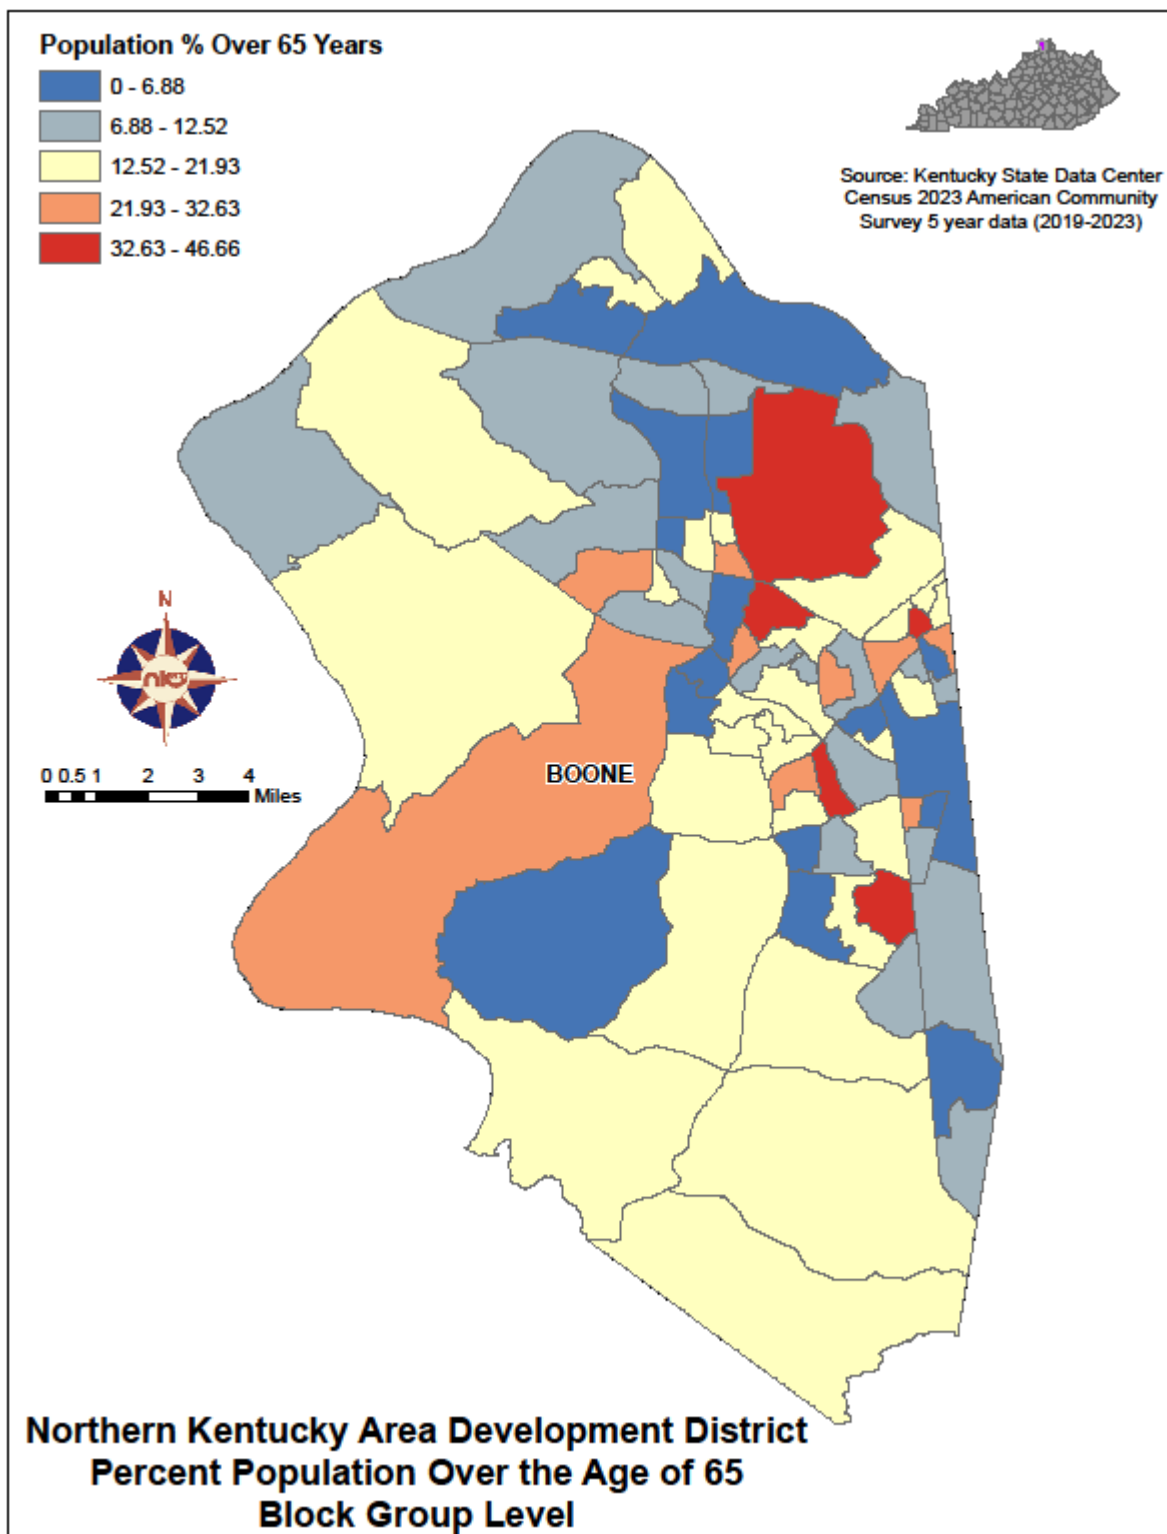 Population % Over 65 Years
0 - 6.88
6.88 - 12.52
12.52 - 21.93
21.93 - 32.63
32.63 - 46.66
Source: Kentucky State Data Center
Census 2023 American Community
Survey 5 year data (2019-2023)
N
0 0.5 1 2 3 4
Miles
BOONE
Northern Kentucky Area Development District
Percent Population Over the Age of 65
Block Group Level